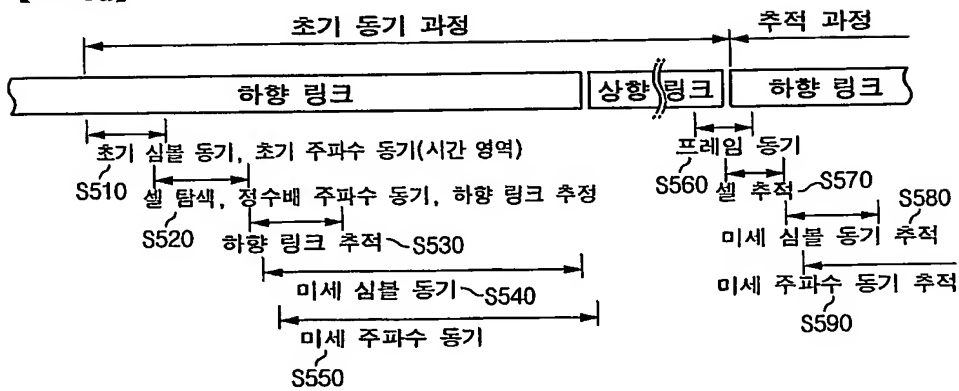 초기 동기 과정
추적 과정
하향 링크
상향 링크
하향 링크
초기 심볼 동기, 초기 주파수 동기(시간 영역)
S510
프레임 동기
S560
셀 탐색, 정수배 주파수 동기, 하향 링크 추정
S520
셀 추적
S570
하향 링크 추적 S530
S580
미세 심볼 동기 추적
미세 심볼 동기 S540
미세 주파수 동기 추적
S590
미세 주파수 동기
S550